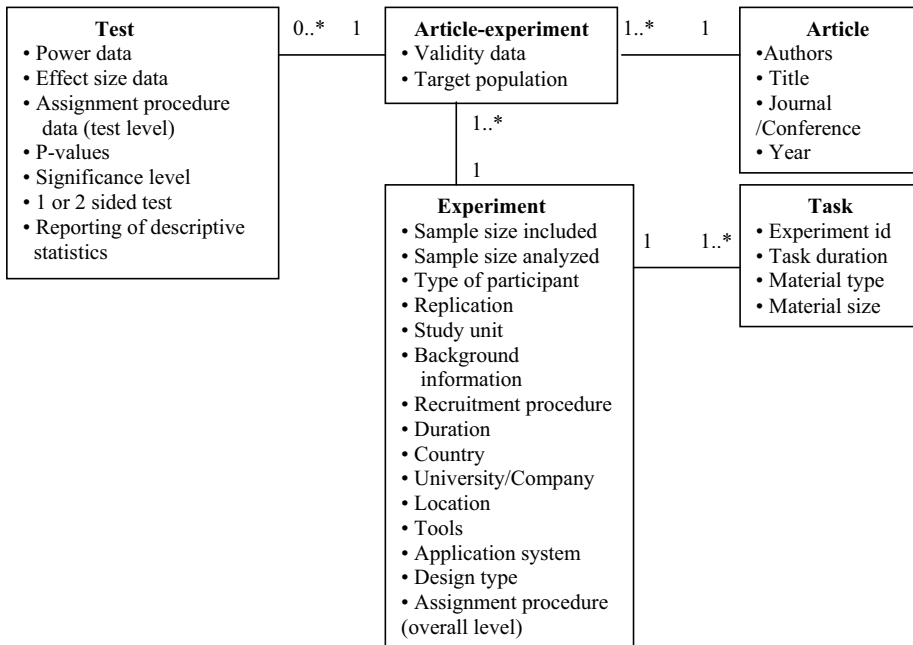 Test
• Power data
• Effect size data
• Assignment procedure
data (test level)
• P-values
• Significance level
• 1 or 2 sided test
• Reporting of descriptive
statistics
0..* 1
Article-experiment
• Validity data
• Target population
1..* 1
Article
•Authors
• Title
• Journal
/Conference
• Year
1..*
1
Experiment
• Sample size included
• Sample size analyzed
• Type of participant
• Replication
• Study unit
• Background
information
• Recruitment procedure
• Duration
• Country
• University/Company
• Location
• Tools
• Application system
• Design type
• Assignment procedure
(overall level)
1 1..*
Task
• Experiment id
• Task duration
• Material type
• Material size